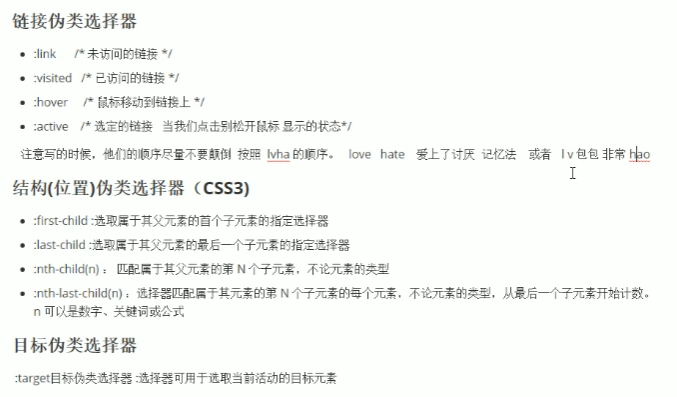 链接伪类选择器
:link /* 未访问的链接 */
:visited /* 已访问的链接 */
:hover /* 鼠标移动到链接上 */
:active /* 选定的链接 当我们点击别松开鼠标 显示的状态*/
注意写的时候，他们的顺序尽量不要颠倒 按照 lvha 的顺序。 love hate 爱上了讨厌 记忆法 或者 l v 包包 非常 hao
结构(位置)伪类选择器（CSS3)
:first-child :选取属于其父元素的首个子元素的指定选择器
:last-child :选取属于其父元素的最后一个子元素的指定选择器
:nth-child(n) ： 匹配属于其父元素的第 N 个子元素，不论元素的类型
:nth-last-child(n) ：选择器匹配属于其元素的第 N 个子元素的每个元素，不论元素的类型，从最后一个子元素开始计数。
n 可以是数字、关键词或公式
目标伪类选择器
:target目标伪类选择器 :选择器可用于选取当前活动的目标元素